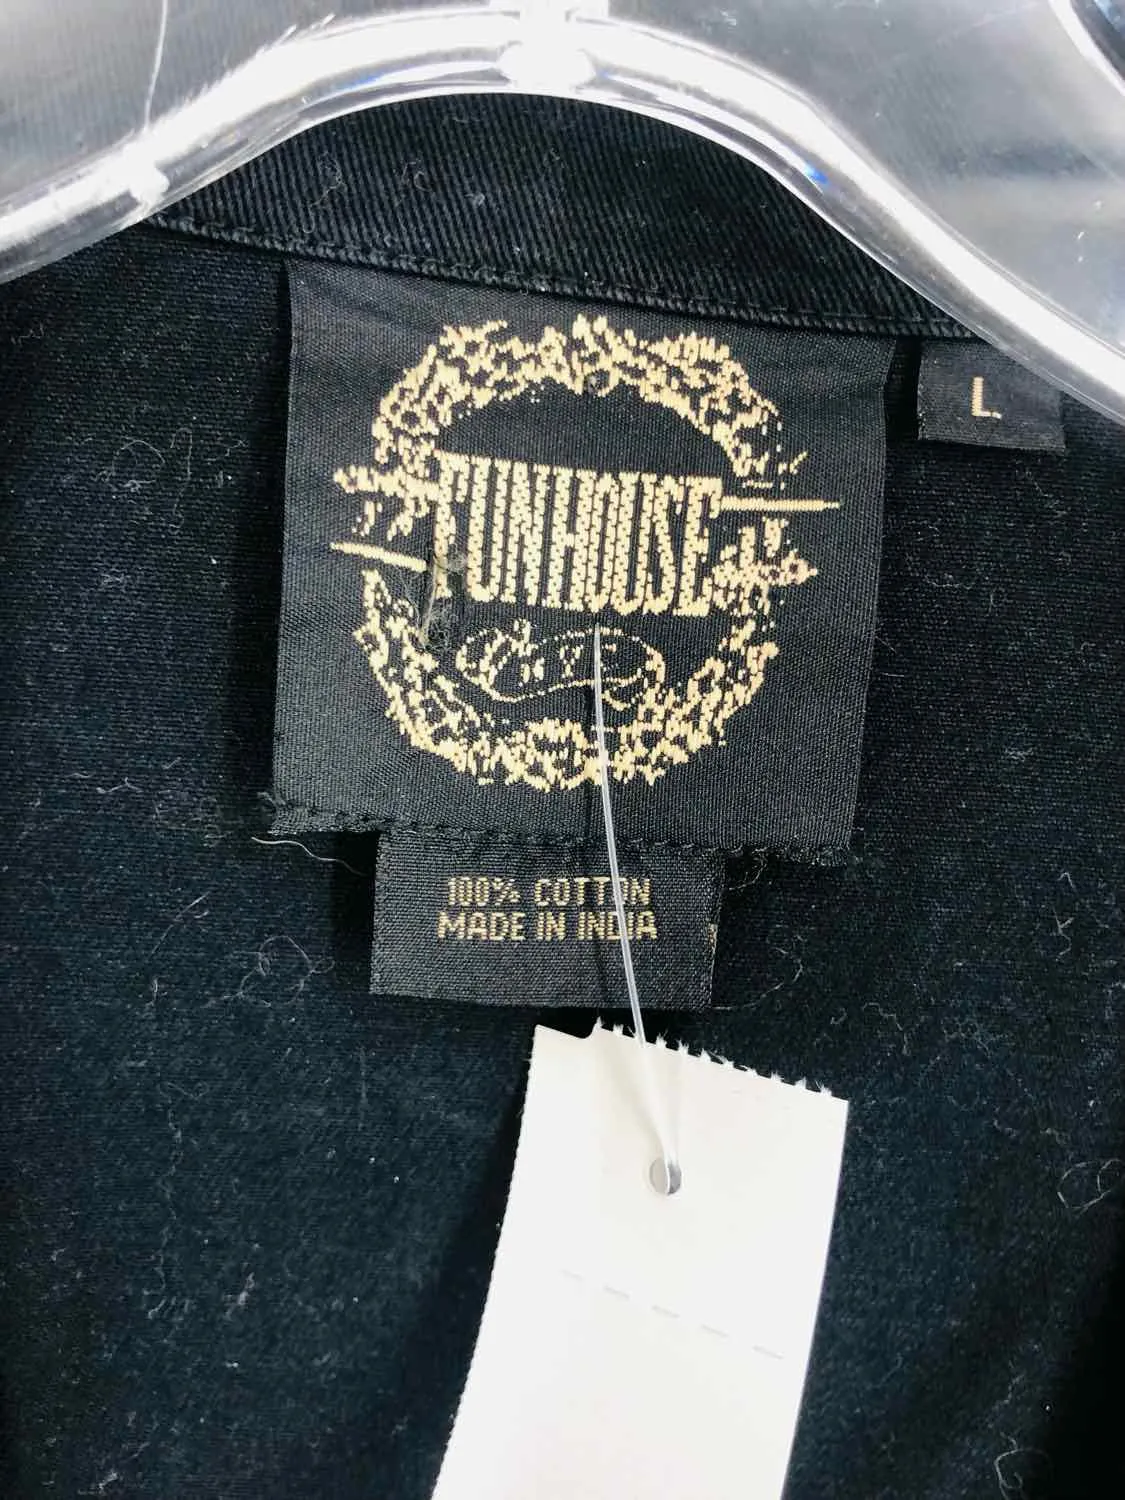 FUNHOUSE
L
100% COTTON
MADE IN INDIA